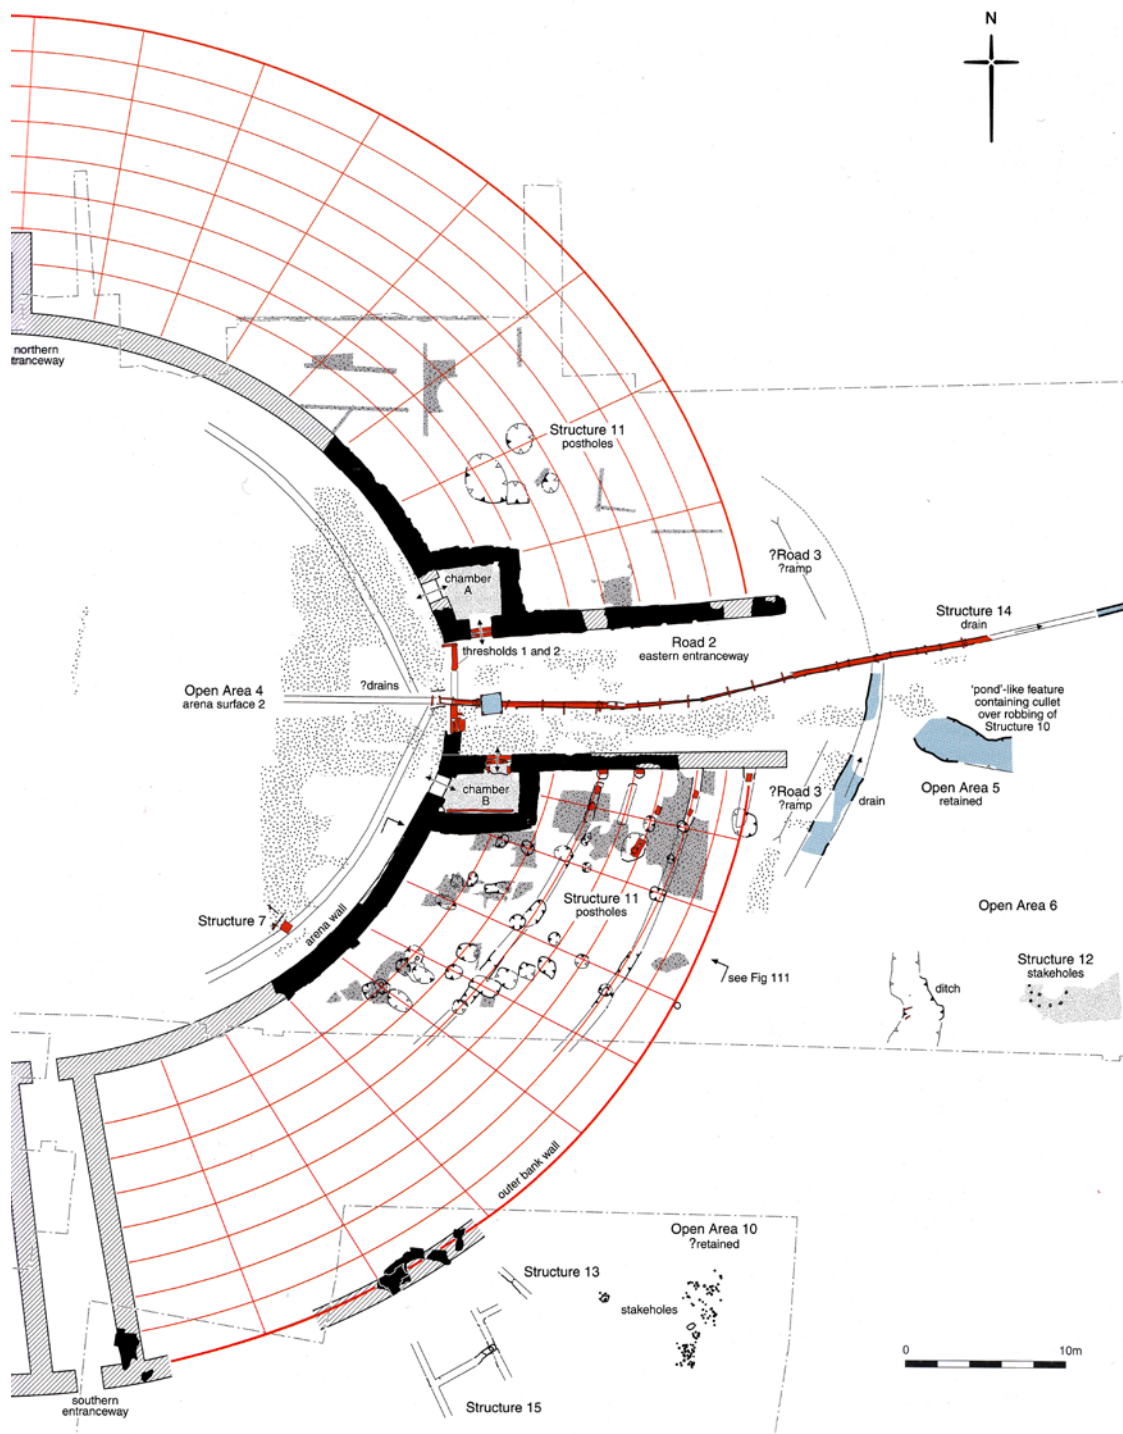 N
northern
tranceway
Structure 11
postholes
?Road 3
?ramp
chamber
A
Structure 14
drain
Road 2
eastern entranceway
thresholds 1 and 2
?drains
Open Area 4
arena surface 2
'pond'-like feature
containing cullet
over robbing of
Structure 10
chamber
B
?Road 3
?ramp
drain
Open Area 5
retained
Structure 7
arena wall
Structure 11
postholes
Open Area 6
see Fig 111
ditch
Structure 12
stakeholes
outer bank wall
Open Area 10
?retained
Structure 13
stakeholes
0
10m
southern
entranceway
Structure 15